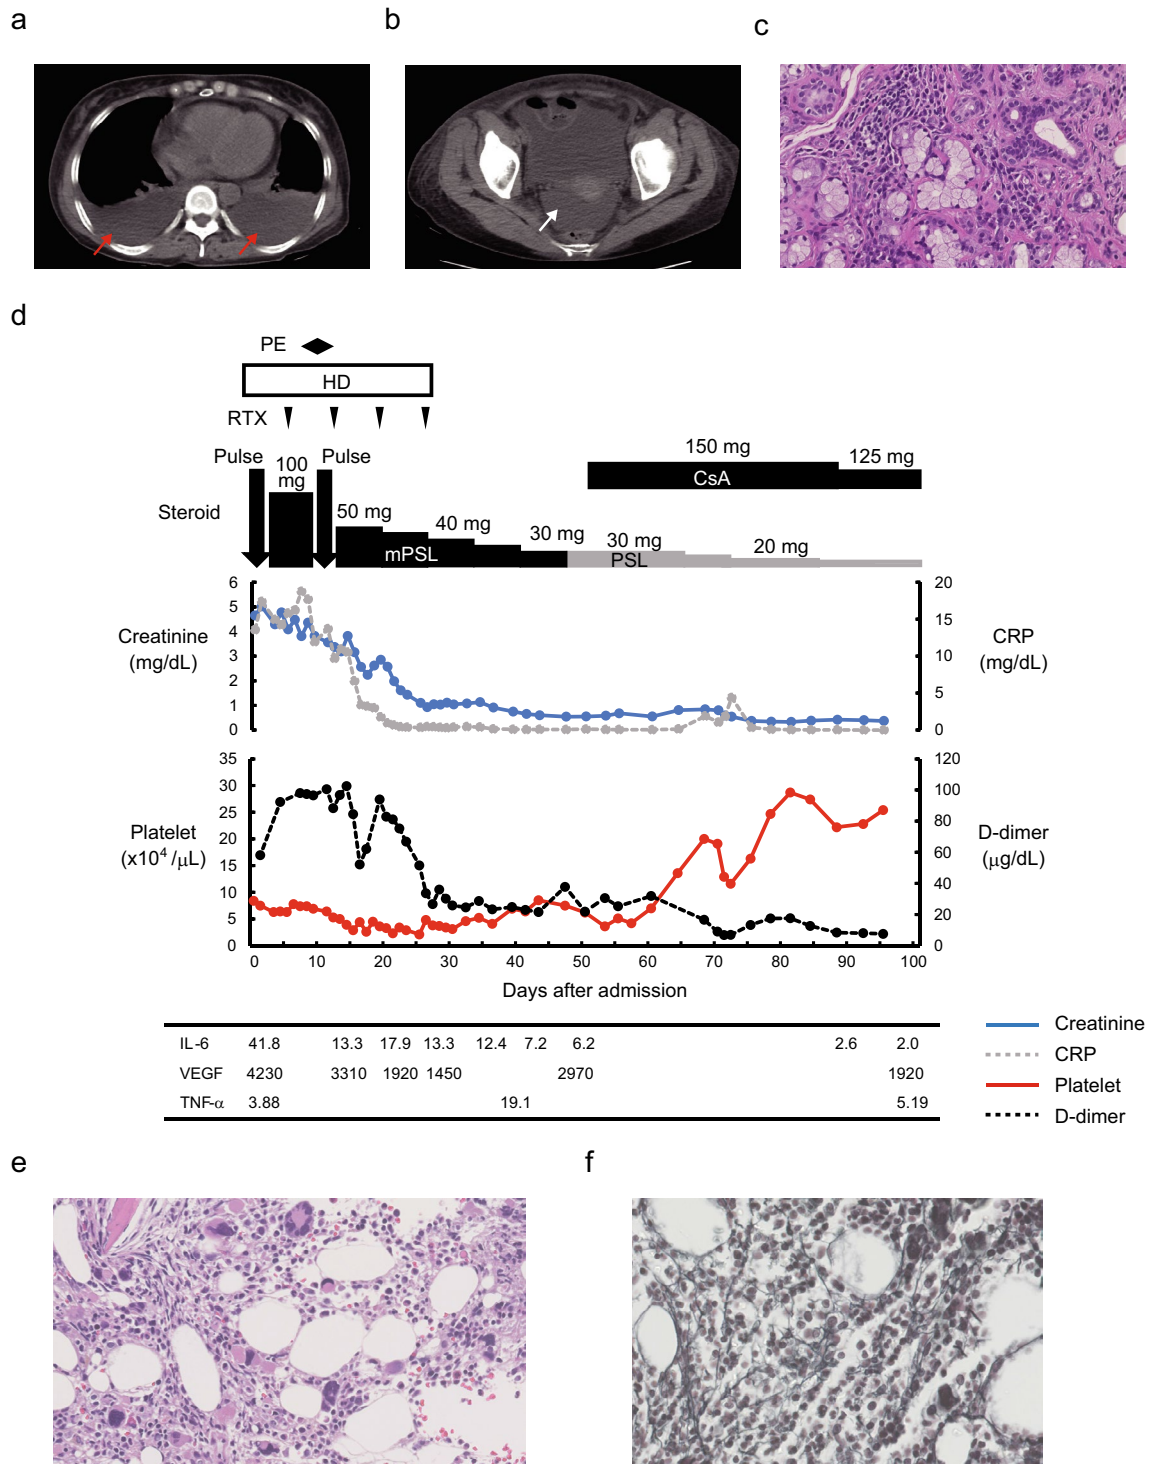 a
b
c
d
PE
HD
RTX
Pulse
100
mg
Pulse
150 mg
125 mg
CsA
Steroid
50 mg
40 mg
30 mg
30 mg
20 mg
mPSL
PSL
6
5
4
3
2
1
0
Creatinine
(mg/dL)
20
15
10
5
0
CRP
(mg/dL)
35
30
25
20
15
10
5
0
Platelet
(x10⁴ /μL)
120
100
80
60
40
20
0
D-dimer
(μg/dL)
0 10 20 30 40 50 60 70 80 90 100
Days after admission
IL-6 41.8 13.3 17.9 13.3 12.4 7.2 6.2 2.6 2.0
VEGF 4230 3310 1920 1450 2970 1920
TNF-α 3.88 19.1 5.19
Creatinine
CRP
Platelet
D-dimer
e
f